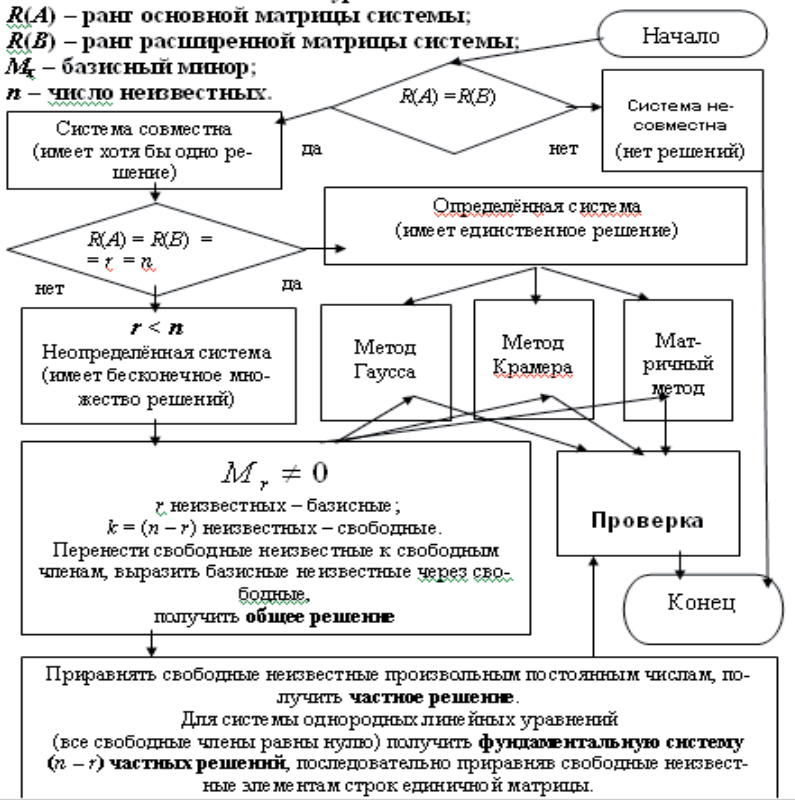 R(A) – ранг основной матрицы системы;
R(B) – ранг расширенной матрицы системы;
Mr – базисный минор;
n – число неизвестных.
Начало
R(A) =R(B)
да
нет
Система не-
совместна
(нет решений)
Система совместна
(имеет хотя бы одно ре-
шение)
R(A) = R(B) =
= r = n
нет
да
Определённая система
(имеет единственное решение)
r < n
Неопределённая система
(имеет бесконечное мно-
жество решений)
Метод
Гаусса
Метод
Крамера
Мат-
ричный
метод
Mr ≠ 0
r неизвестных – базисные;
k = (n – r) неизвестных – свободные.
Перенести свободные неизвестные к свободным
членам, выразить базисные неизвестные через сво-
бодные,
получить общее решение
Проверка
Конец
Приравнять свободные неизвестные произвольным постоянным числам, по-
лучить частное решение.
Для системы однородных линейных уравнений
(все свободные члены равны нулю) получить фундаментальную систему
(n – r) частных решений, последовательно приравняв свободные неизвест-
ные элементам строк единичной матрицы.